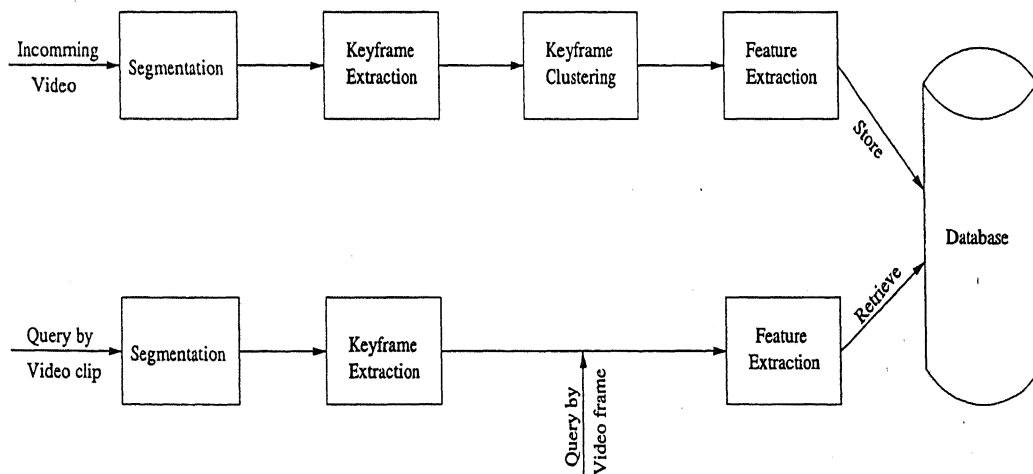 Incomming
Video
Segmentation
Keyframe
Extraction
Keyframe
Clustering
Feature
Extraction
Store
Database
Query by
Video clip
Segmentation
Keyframe
Extraction
Query by
Video frame
Feature
Extraction
Retrieve